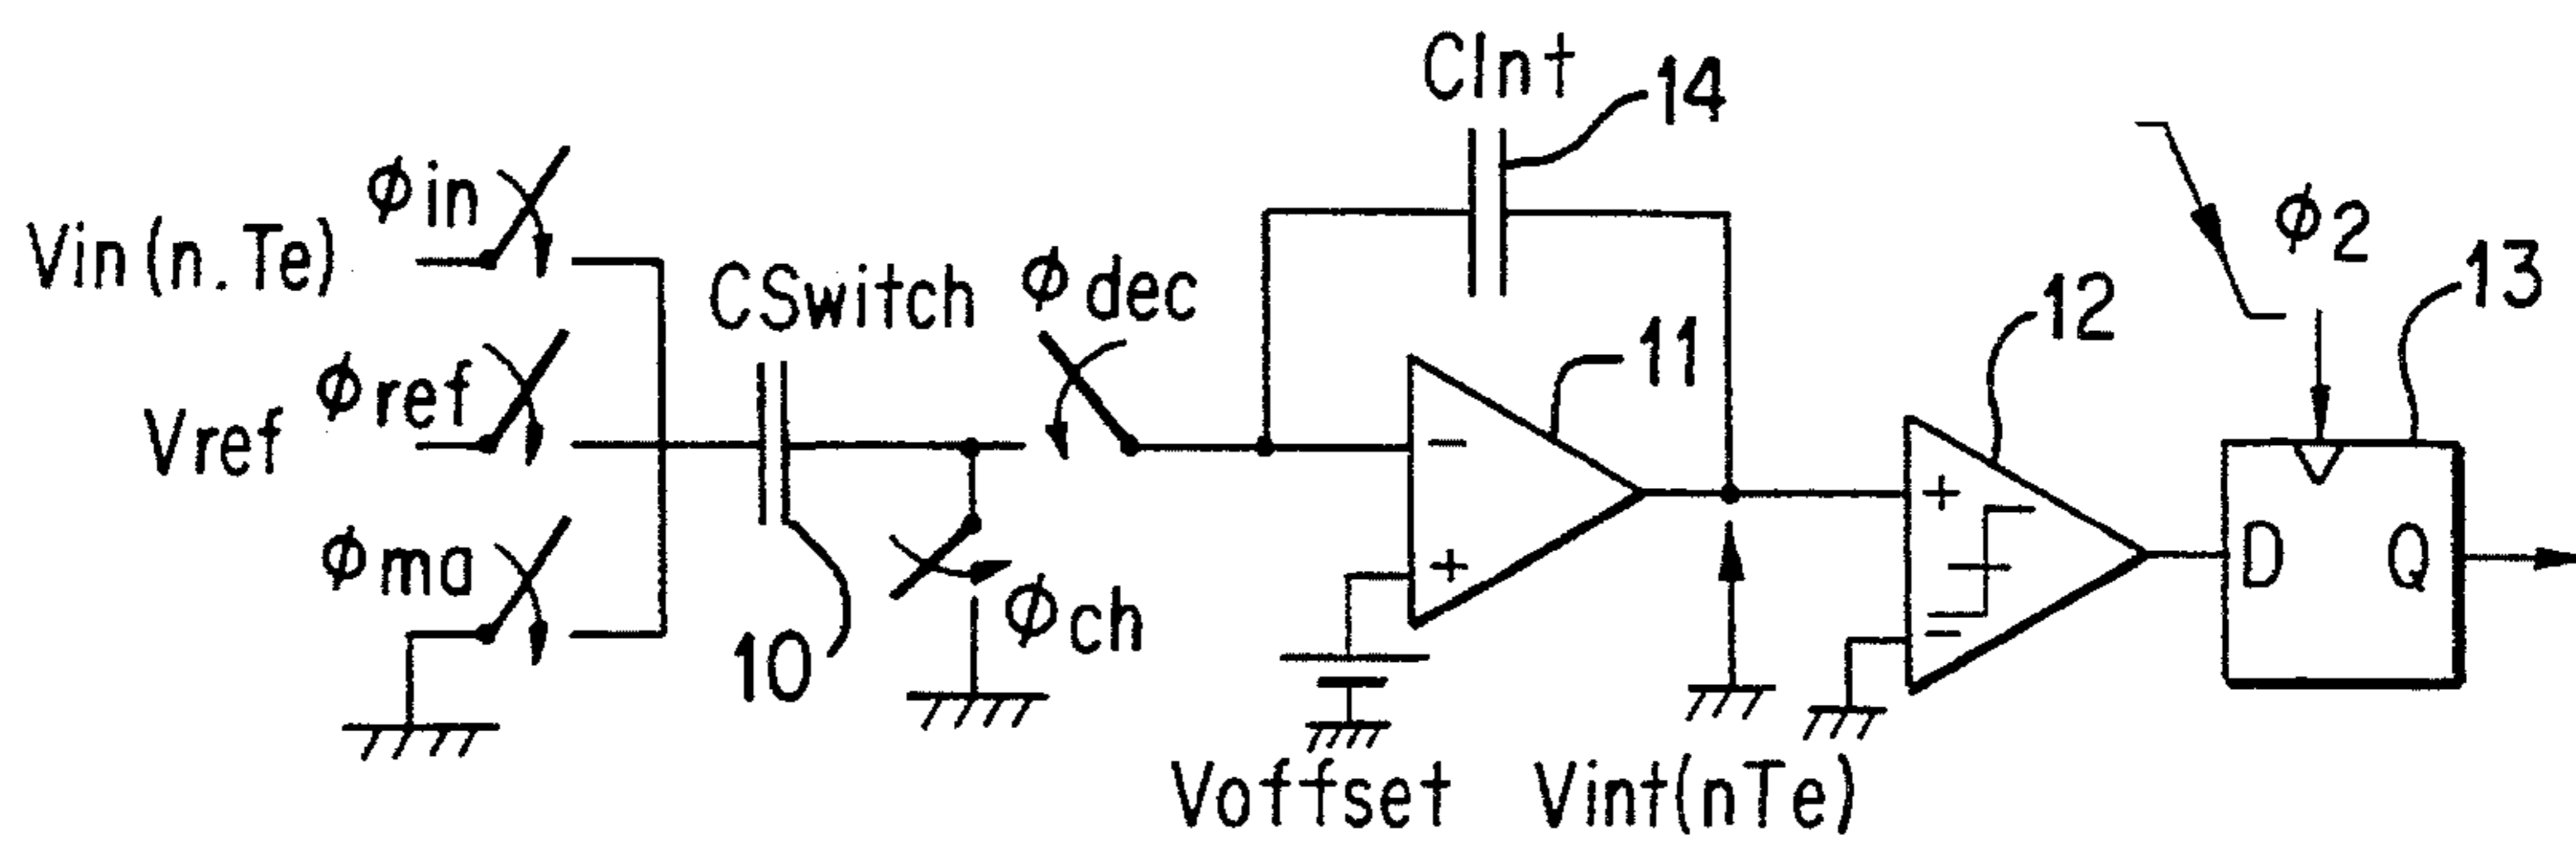 CInt
14
ϕin
Vin(n.Te)
ϕ2
13
CSwitch
ϕdec
12
ϕref
Vref
11
−
+
ϕma
D
Q
+
−
10
ϕch
Voffset
Vint(nTe)